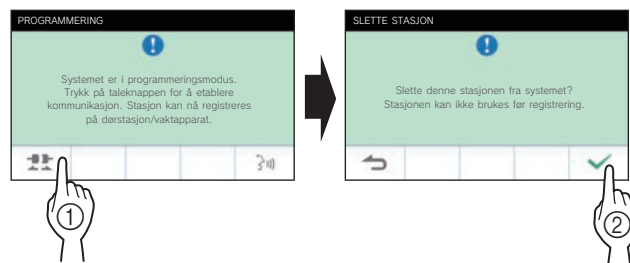 PROGRAMMERING
Systemet er i programmeringsmodus.
Trykk på taleknappen for å etablere
kommunikasjon. Stasjon kan nå registreres
på dørstasjon/vaktapparat.
①
SLETTE STASJON
Slette denne stasjonen fra systemet?
Stasjonen kan ikke brukes før registrering.
②